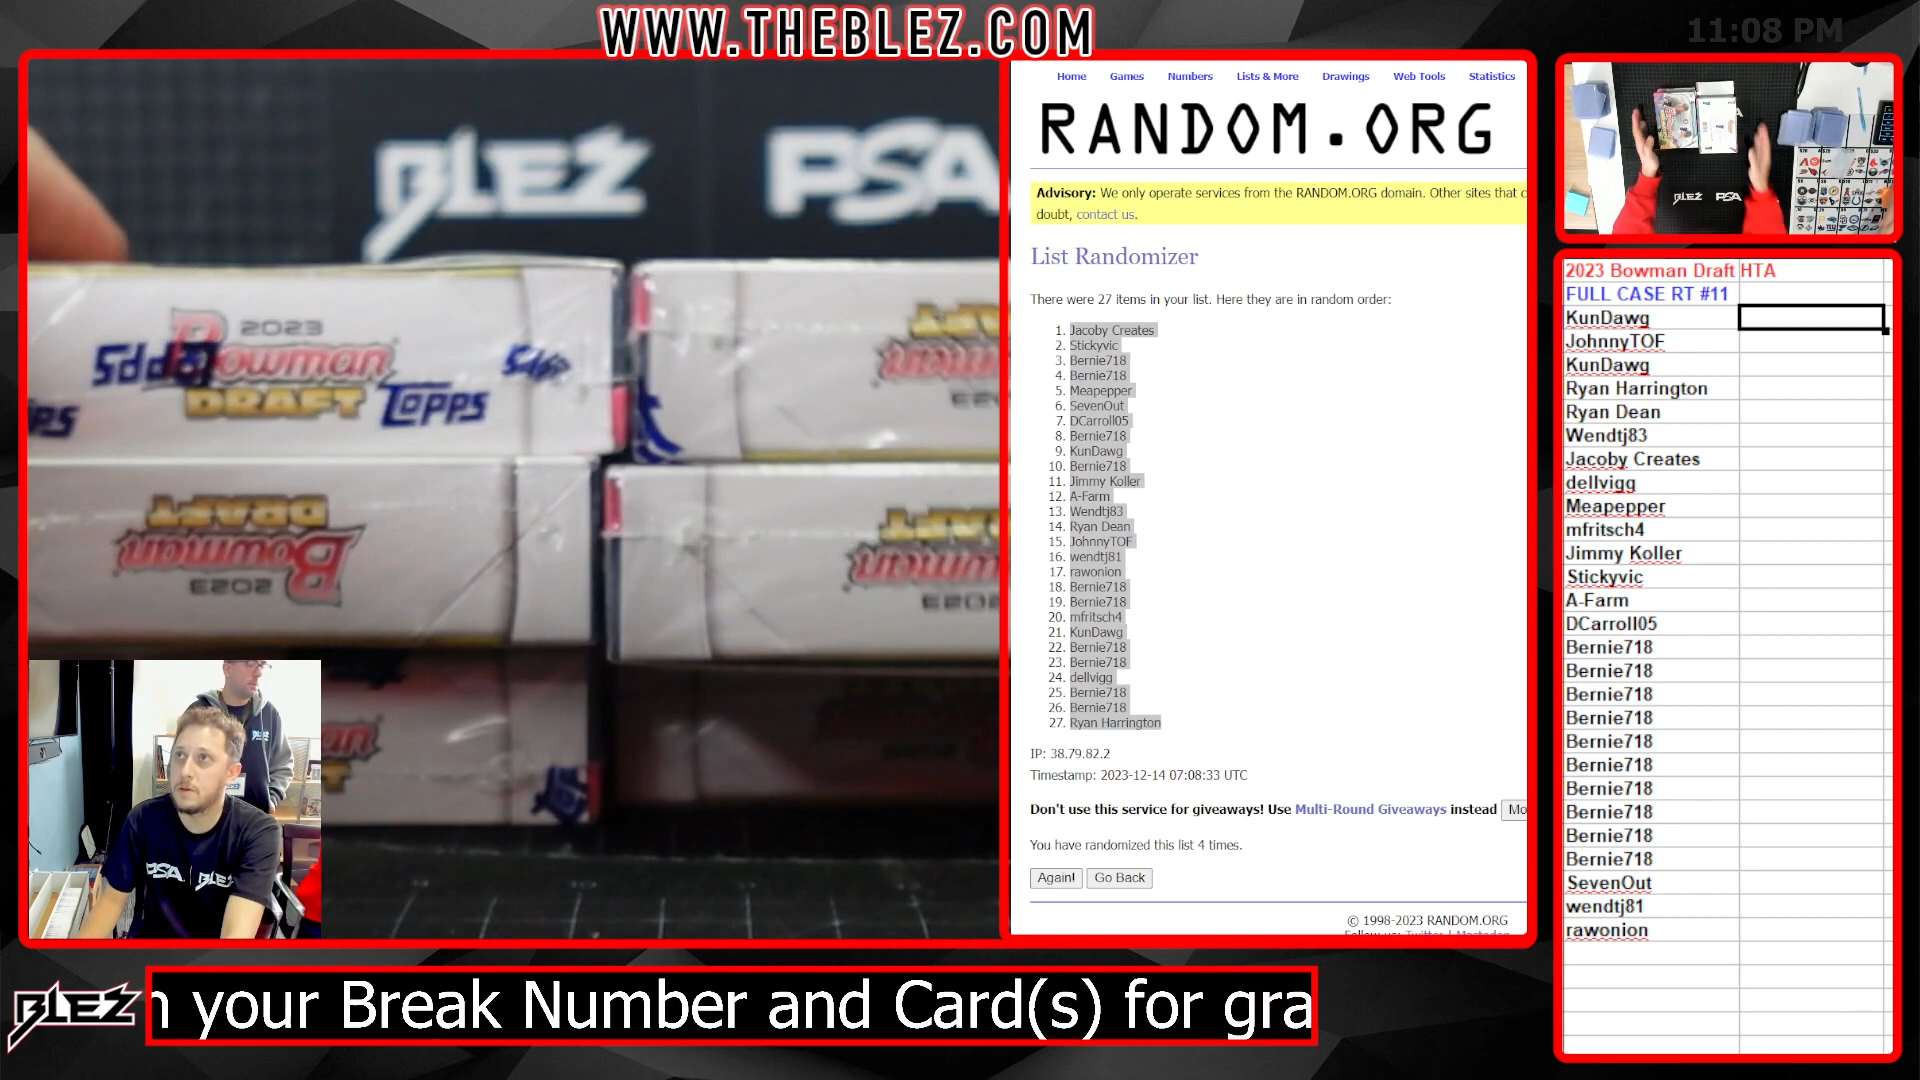 WWW.THEBLEZ.COM
11:08 PM
BLEZ PSA
2023
Bowman
DRAFT Topps
DRAFT
Bowman
2023
Home Games Numbers Lists & More Drawings Web Tools Statistics
RANDOM.ORG
Advisory: We only operate services from the RANDOM.ORG domain. Other sites that c
doubt, contact us.
List Randomizer
There were 27 items in your list. Here they are in random order:
1. Jacoby Creates
2. Stickyvic
3. Bernie718
4. Bernie718
5. Meapepper
6. SevenOut
7. DCarroll05
8. Bernie718
9. KunDawg
10. Bernie718
11. Jimmy Koller
12. A-Farm
13. Wendtj83
14. Ryan Dean
15. JohnnyTOF
16. wendtj81
17. rawonion
18. Bernie718
19. Bernie718
20. mfritsch4
21. KunDawg
22. Bernie718
23. Bernie718
24. dellvigg
25. Bernie718
26. Bernie718
27. Ryan Harrington
IP: 38.79.82.2
Timestamp: 2023-12-14 07:08:33 UTC
Don't use this service for giveaways! Use Multi-Round Giveaways instead Mo
You have randomized this list 4 times.
Again! Go Back
© 1998-2023 RANDOM.ORG
BLEZ PSA
2023 Bowman Draft HTA
FULL CASE RT #11
KunDawg
JohnnyTOF
KunDawg
Ryan Harrington
Ryan Dean
Wendtj83
Jacoby Creates
dellvigg
Meapepper
mfritsch4
Jimmy Koller
Stickyvic
A-Farm
DCarroll05
Bernie718
Bernie718
Bernie718
Bernie718
Bernie718
Bernie718
Bernie718
Bernie718
Bernie718
Bernie718
SevenOut
wendtj81
rawonion
PSA BLEZ
BLEZ
n your Break Number and Card(s) for gra